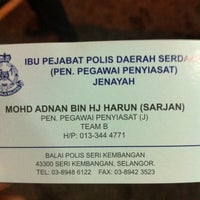 IBU PEJABAT POLIS DAERAH SERDA
(PEN. PEGAWAI PENYIASAT)
JENAYAH
MOHD ADNAN BIN HJ HARUN (SARJAN)
PEN. PEGAWAI PENYIASAT (J)
TEAM B
H/P: 013-344 4771
BALAI POLIS SERI KEMBANGAN
43300 SERI KEMBANGAN, SELANGOR.
TEL: 03-8948 6122 FAX: 03-8942 3523